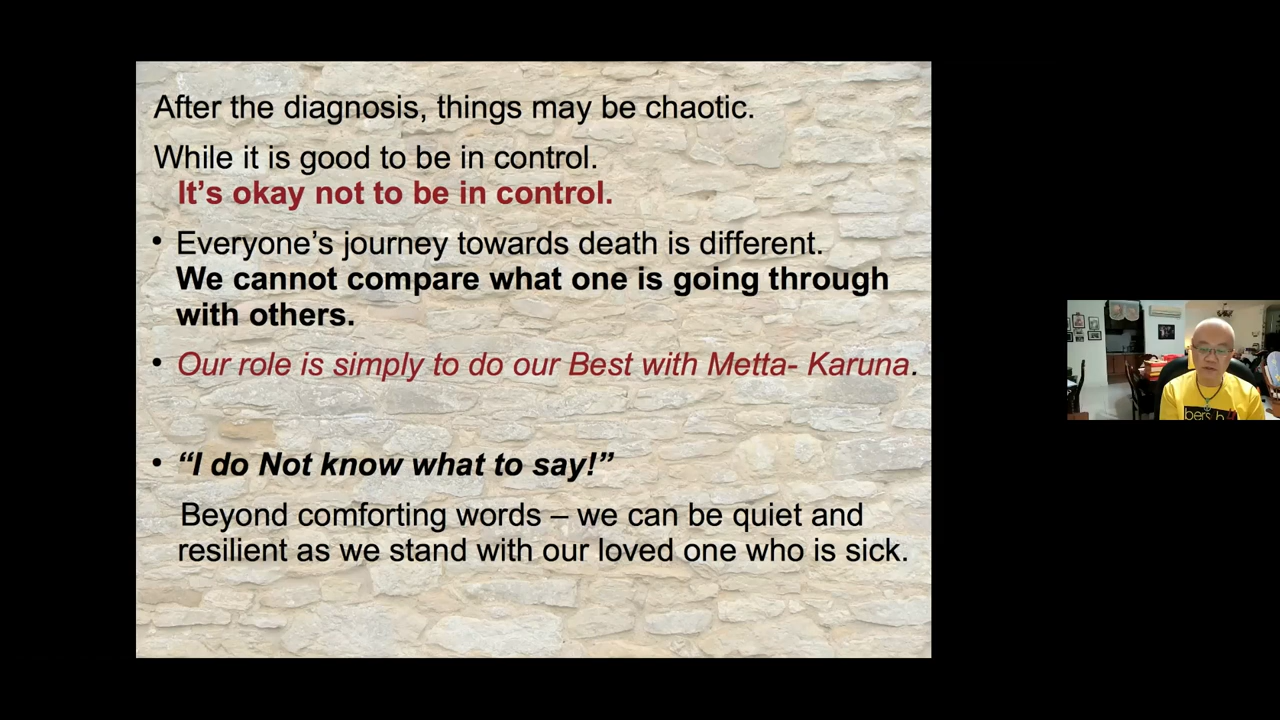 After the diagnosis, things may be chaotic.
While it is good to be in control.
It’s okay not to be in control.
• Everyone’s journey towards death is different.
We cannot compare what one is going through
with others.
• Our role is simply to do our Best with Metta- Karuna.
• “I do Not know what to say!”
Beyond comforting words – we can be quiet and
resilient as we stand with our loved one who is sick.